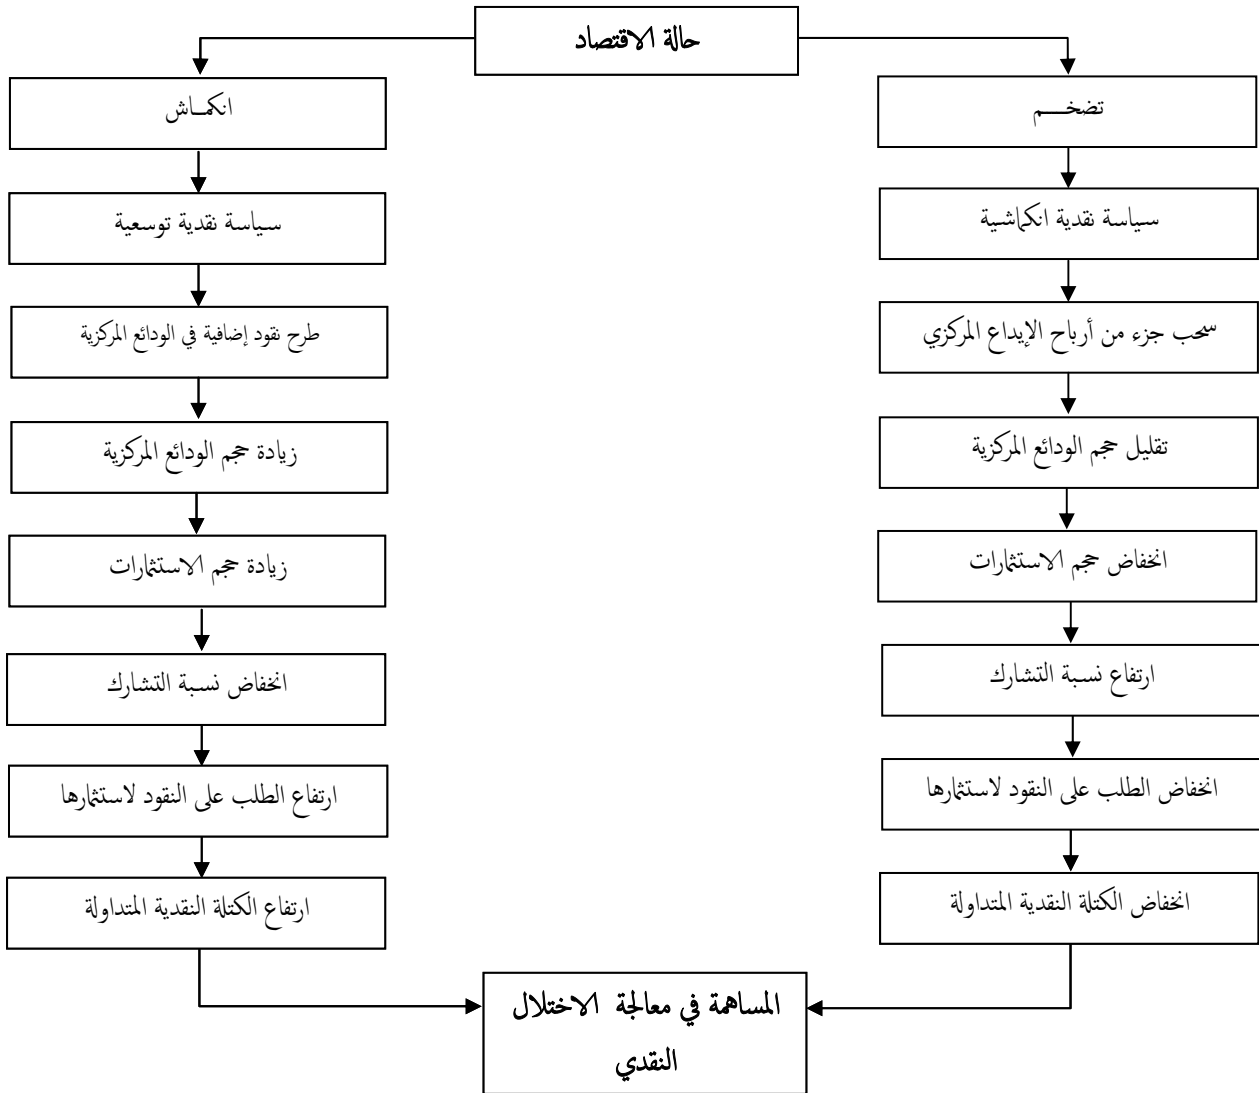 حالة الاقتصاد
تضخـــــم
انكمـــاش
سياسة نقدية انكماشية
سياسة نقدية توسعية
سحب جزء من أرباح الإيداع المركزي
طرح نقود إضافية في الودائع المركزية
تقليل حجم الودائع المركزية
زيادة حجم الودائع المركزية
انخفاض حجم الاستثمارات
زيادة حجم الاستثمارات
ارتفاع نسبة التشارك
انخفاض نسبة التشارك
انخفاض الطلب على النقود لاستثمارها
ارتفاع الطلب على النقود لاستثمارها
انخفاض الكتلة النقدية المتداولة
ارتفاع الكتلة النقدية المتداولة
المساهمة في معالجة الاختلال
النقدي